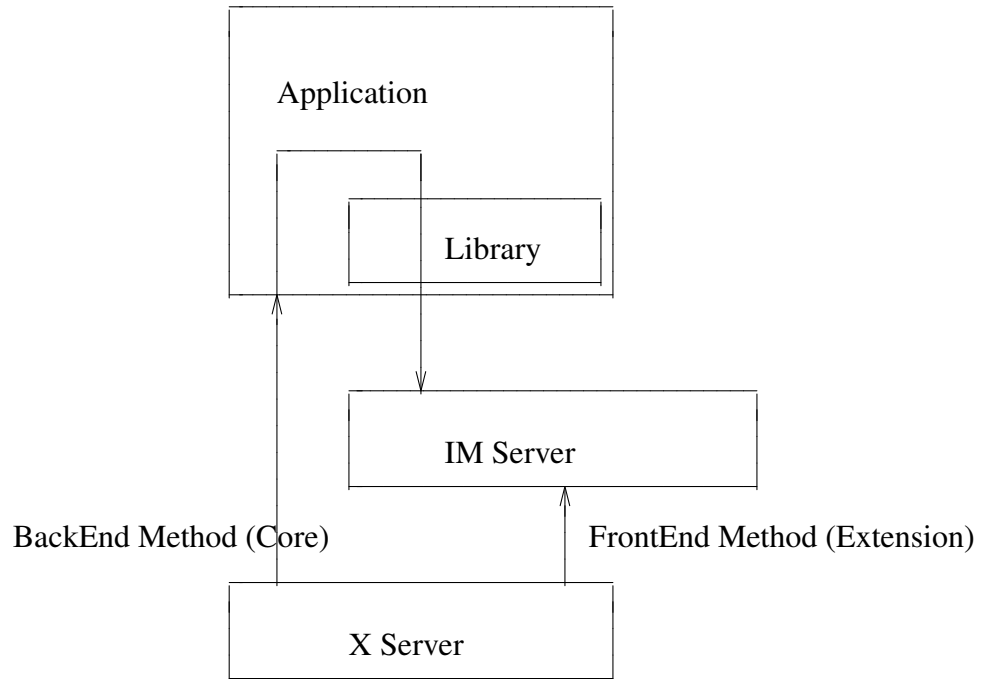 Application
Library
IM Server
BackEnd Method (Core)
FrontEnd Method (Extension)
X Server